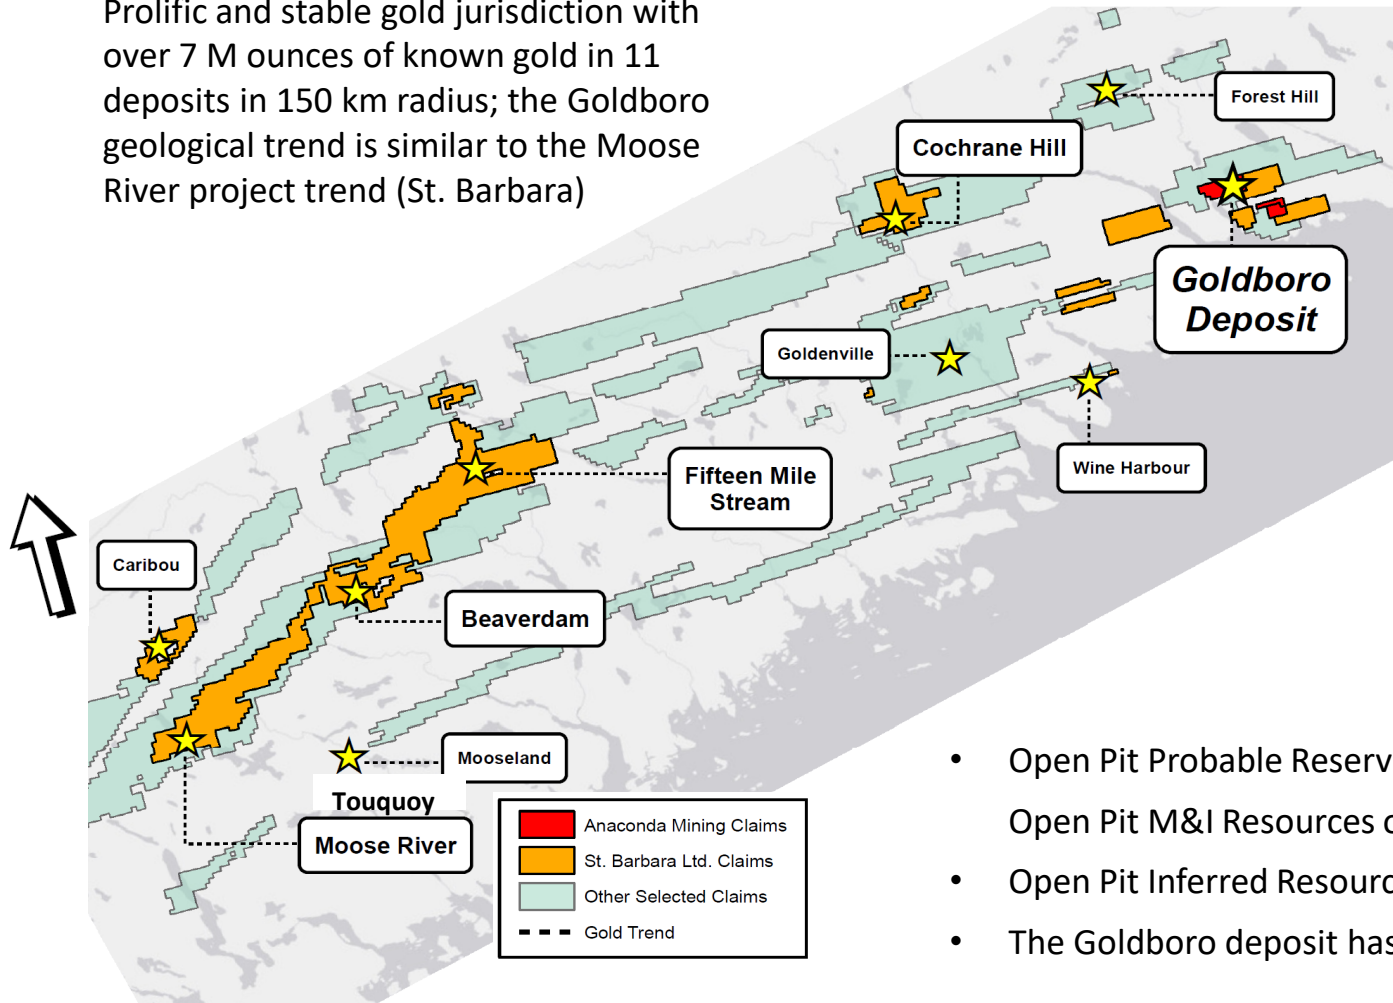 Prolific and stable gold jurisdiction with
over 7 M ounces of known gold in 11
deposits in 150 km radius; the Goldboro
geological trend is similar to the Moose
River project trend (St. Barbara)
Forest Hill
Cochrane Hill
Goldboro
Deposit
Goldenville
Wine Harbour
Fifteen Mile
Stream
Caribou
Beaverdam
Mooseland
Touquoy
Moose River
Anaconda Mining Claims
St. Barbara Ltd. Claims
Other Selected Claims
Gold Trend
• Open Pit Probable
Open Pit M&I Resources
• Open Pit Inferred
• The Goldboro deposit has